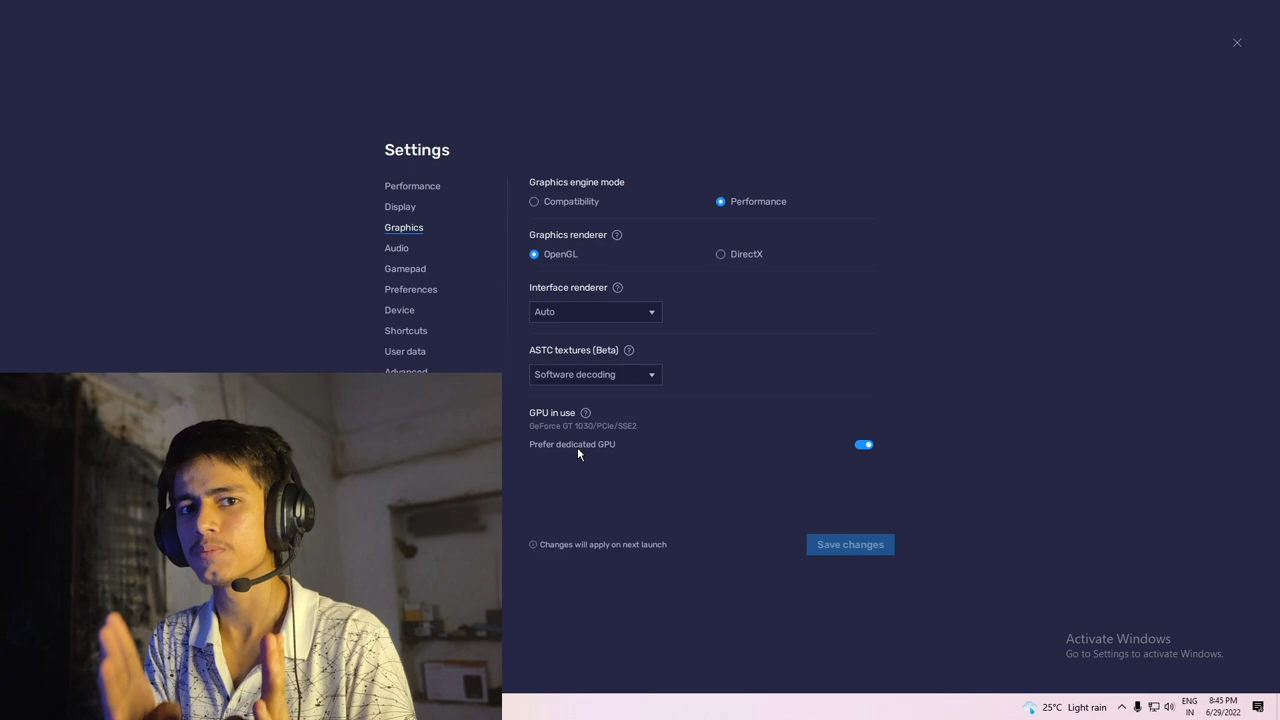 Settings
Performance
Display
Graphics
Audio
Gamepad
Preferences
Device
Shortcuts
User data
Advanced
Graphics engine mode
Compatibility
Performance
Graphics renderer ?
OpenGL
DirectX
Interface renderer ?
Auto
ASTC textures (Beta) ?
Software decoding
GPU in use ?
GeForce GT 1030/PCIe/SSE2
Prefer dedicated GPU
Changes will apply on next launch
Save changes
Activate Windows
Go to Settings to activate Windows.
25°C Light rain
ENG
IN
8:45 PM
6/29/2022